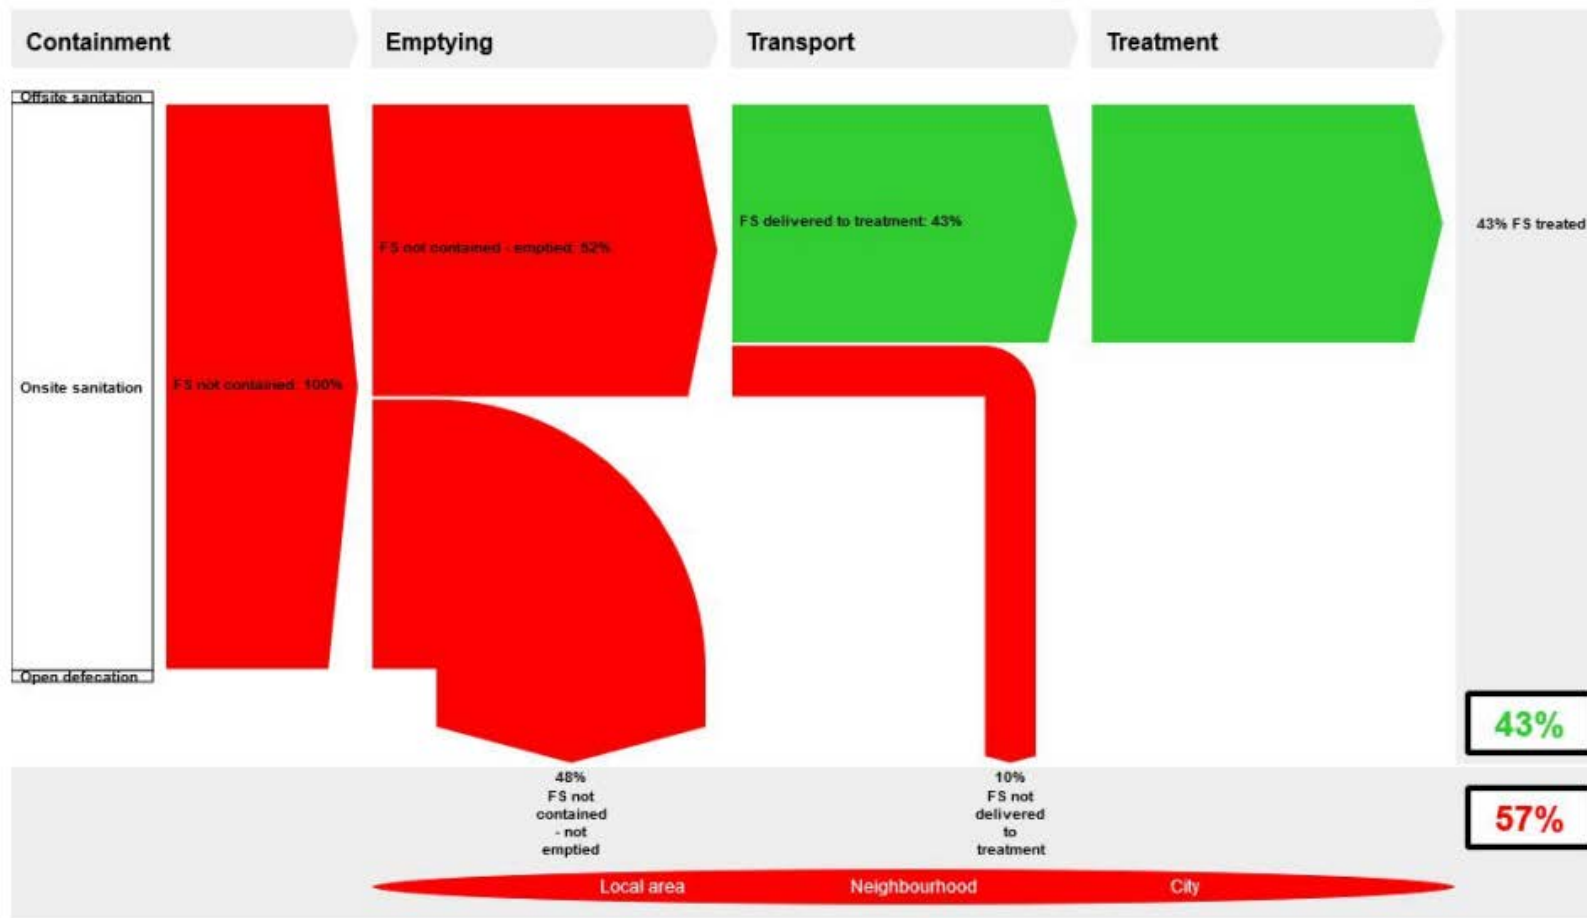 Containment
Emptying
Transport
Treatment
Offsite sanitation
Onsite sanitation
Open defecation
FS not contained: 100%
FS not contained - emptied: 52%
FS delivered to treatment: 43%
43% FS treated
43%
57%
48%
FS not
contained
- not
emptied
10%
FS not
delivered
to
treatment
Local area
Neighbourhood
City